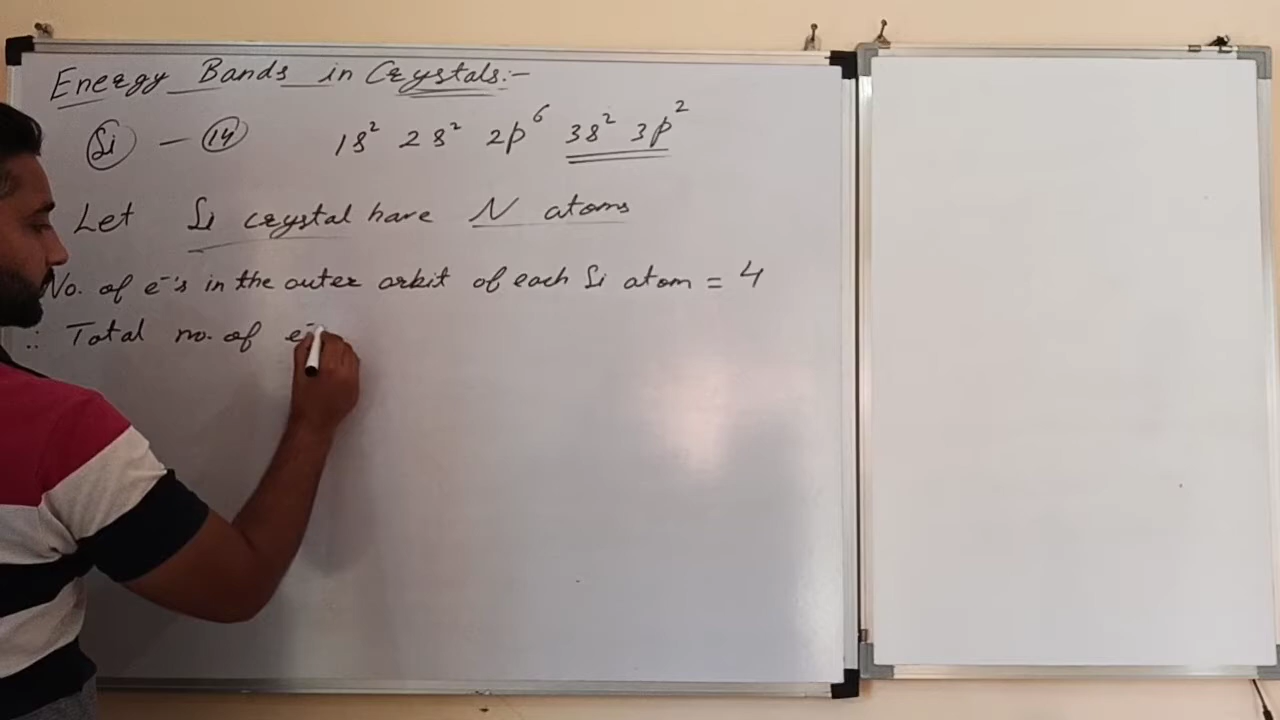 Energy Bands in Crystals:-
Si - 14 1s² 2s² 2p⁶ 3s² 3p²
Let Si crystal have N atoms
No. of e⁻'s in the outer orbit of each Si atom = 4
∴ Total no. of e⁻